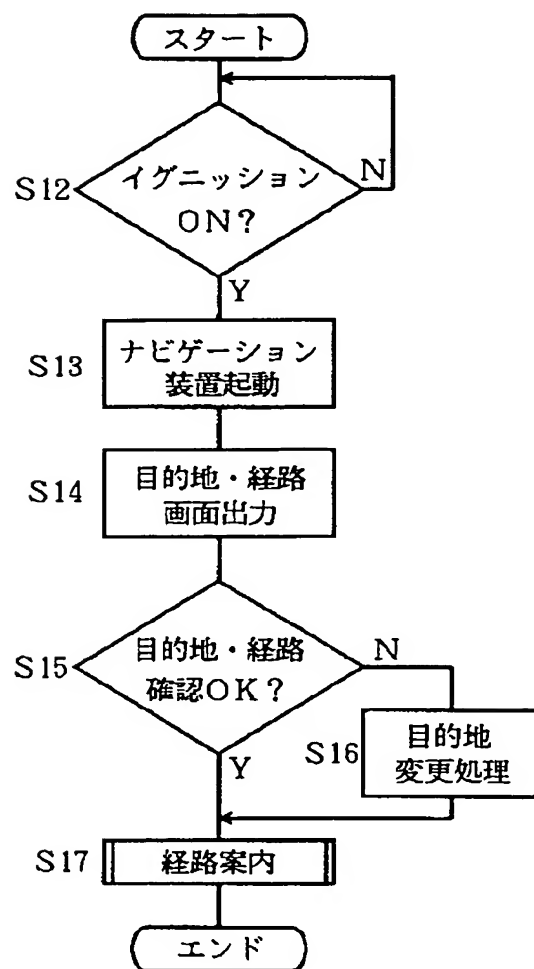 スタート
S12
イグニッション
ON?
N
Y
S13
ナビゲーション
装置起動
S14
目的地・経路
画面出力
S15
目的地・経路
確認OK?
N
Y
S16
目的地
変更処理
S17
経路案内
エンド